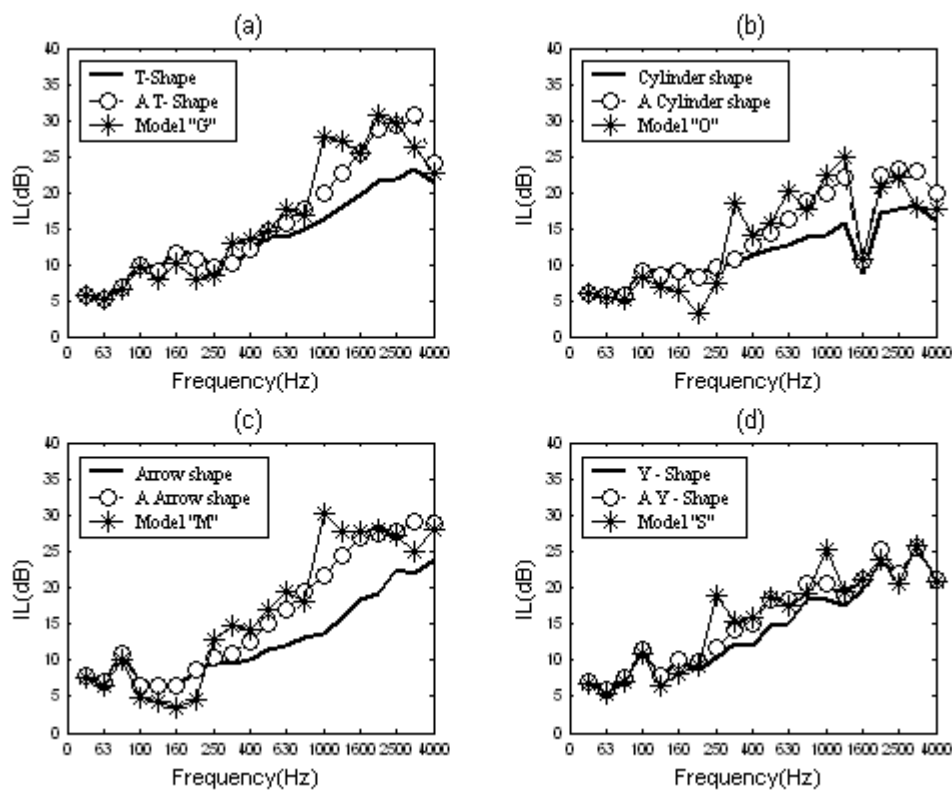 (a)
40
35
30
25
20
15
10
5
0
IL(dB)
T-Shape
A T- Shape
Model "G"
0 63 100 160 250 400 630 1000 1600 2500 4000
Frequency(Hz)
(b)
40
35
30
25
20
15
10
5
0
IL(dB)
Cylinder shape
A Cylinder shape
Model "O"
0 63 100 160 250 400 630 1000 1600 2500 4000
Frequency(Hz)
(c)
40
35
30
25
20
15
10
5
0
IL(dB)
Arrow shape
A Arrow shape
Model "M"
0 63 100 160 250 400 630 1000 1600 2500 4000
Frequency(Hz)
(d)
40
35
30
25
20
15
10
5
0
IL(dB)
Y - Shape
A Y - Shape
Model "S"
0 63 100 160 250 400 630 1000 1600 2500 4000
Frequency(Hz)